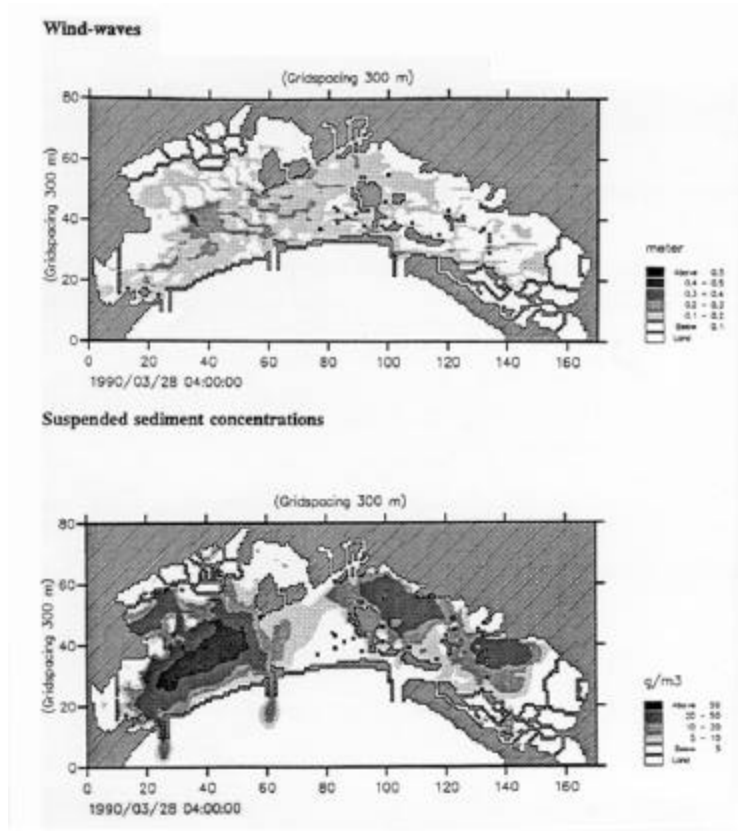 Wind-waves
(Gridspacing 300 m)
80
60
40
20
0
(Gridspacing 300 m)
0 20 40 60 80 100 120 140 160
1990/03/28 04:00:00
meter
Above 0.5
0.4 - 0.5
0.3 - 0.4
0.2 - 0.3
0.1 - 0.2
Below 0.1
Land
Suspended sediment concentrations
(Gridspacing 300 m)
80
60
40
20
0
(Gridspacing 300 m)
0 20 40 60 80 100 120 140 160
1990/03/28 04:00:00
g/m3
Above 50
20 - 50
10 - 20
5 - 10
Below 5
Land